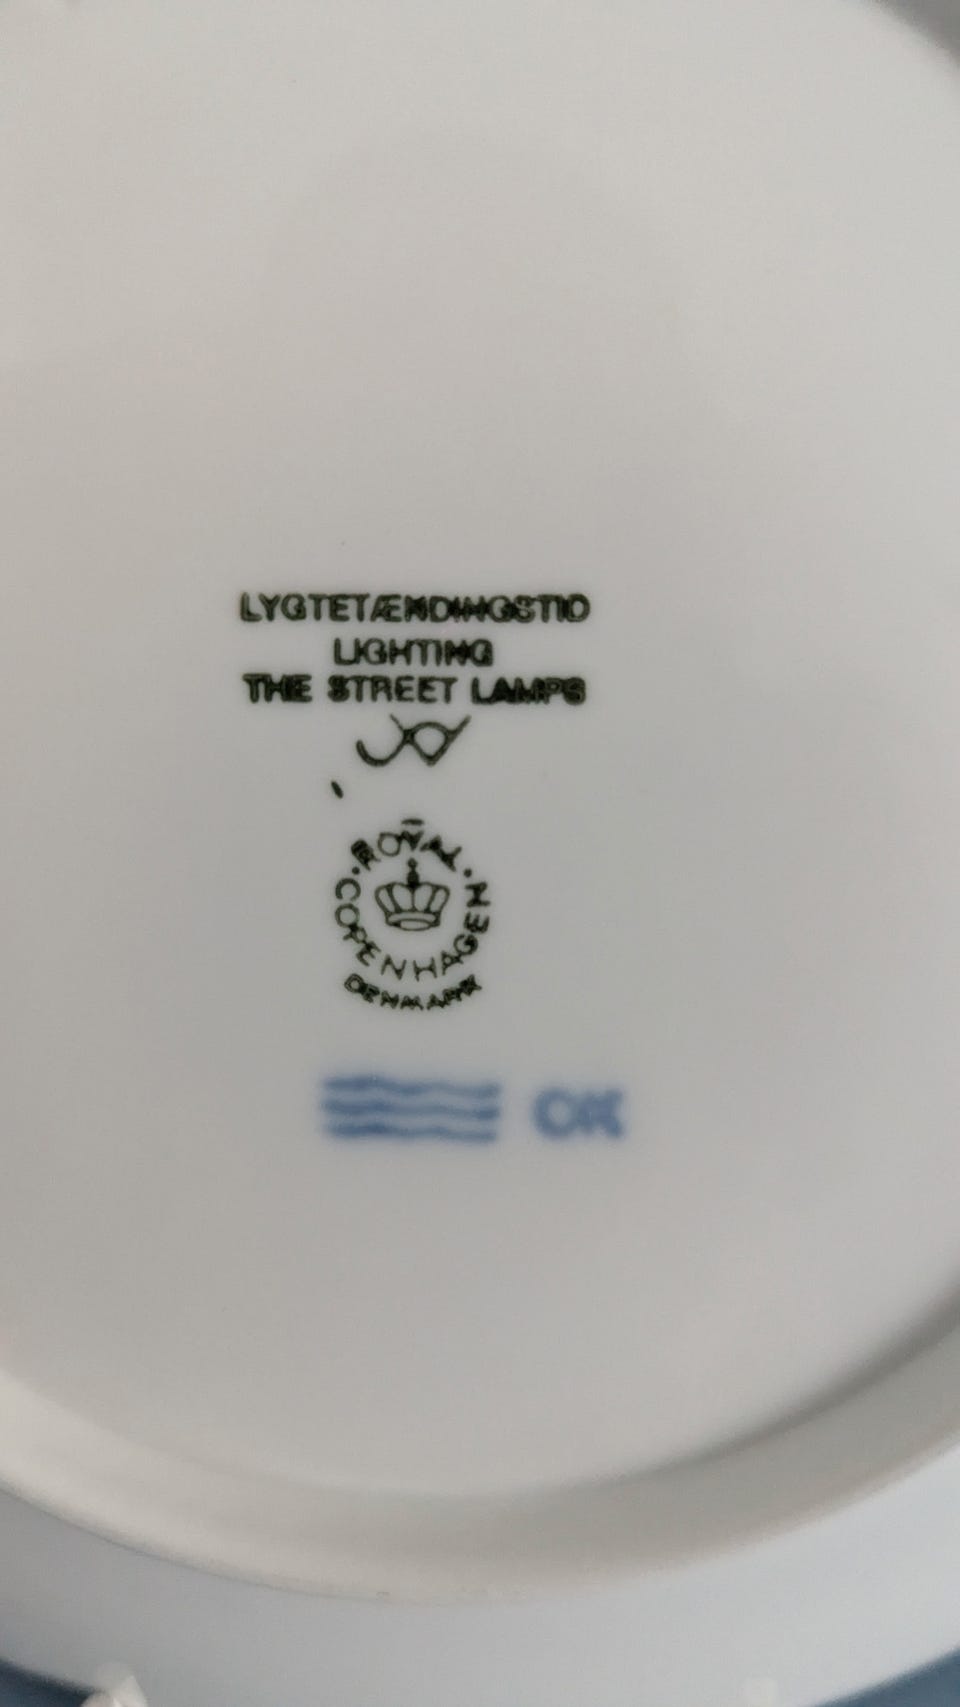 LYGTETÆNDINGSTID
LIGHTING
THE STREET LAMPS
ROYAL
COPENHAGEN
DENMARK
OK